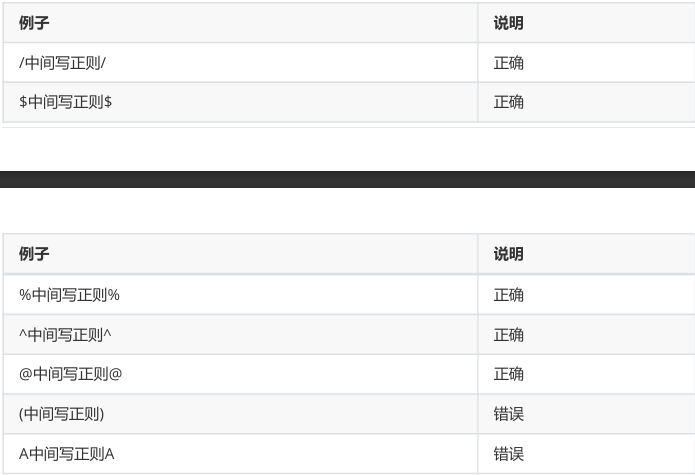 例子 说明
/中间写正则/ 正确
$中间写正则$ 正确
例子 说明
%中间写正则% 正确
^中间写正则^ 正确
@中间写正则@ 正确
(中间写正则) 错误
A中间写正则A 错误